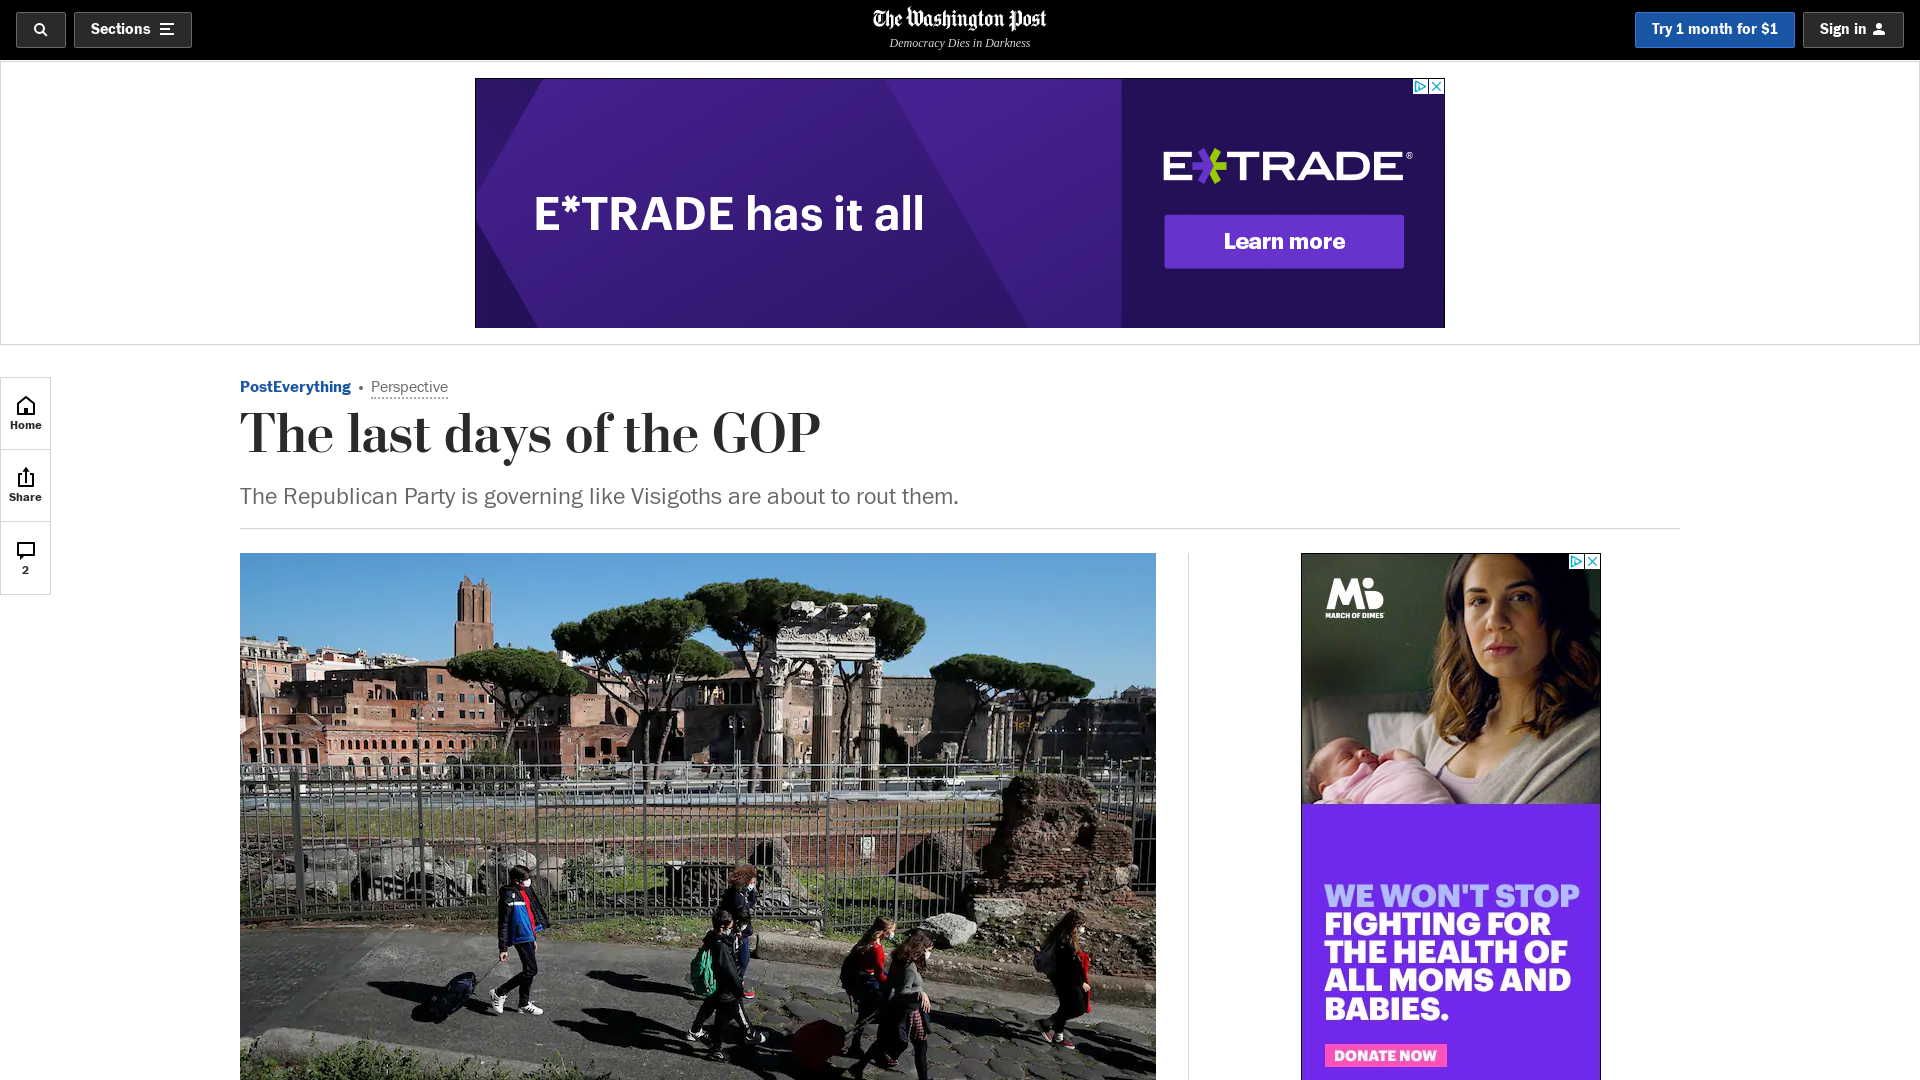 Sections
The Washington Post
Democracy Dies in Darkness
Try 1 month for $1
Sign in
E*TRADE has it all
E*TRADE®
Learn more
Home
Share
2
PostEverything • Perspective
The last days of the GOP
The Republican Party is governing like Visigoths are about to rout them.
MARCH OF DIMES
WE WON'T STOP
FIGHTING FOR
THE HEALTH OF
ALL MOMS AND
BABIES.
DONATE NOW